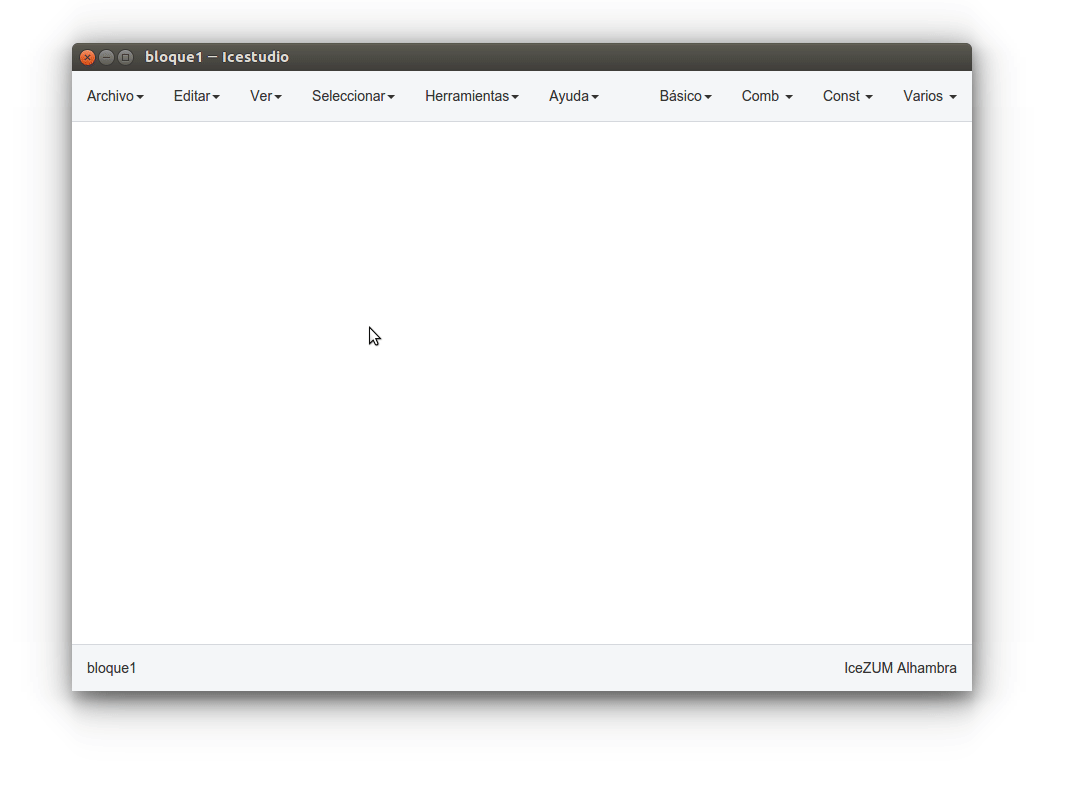 bloque1 — Icestudio
Archivo Editar Ver Seleccionar Herramientas Ayuda Básico Comb Const Varios
bloque1 IceZUM Alhambra